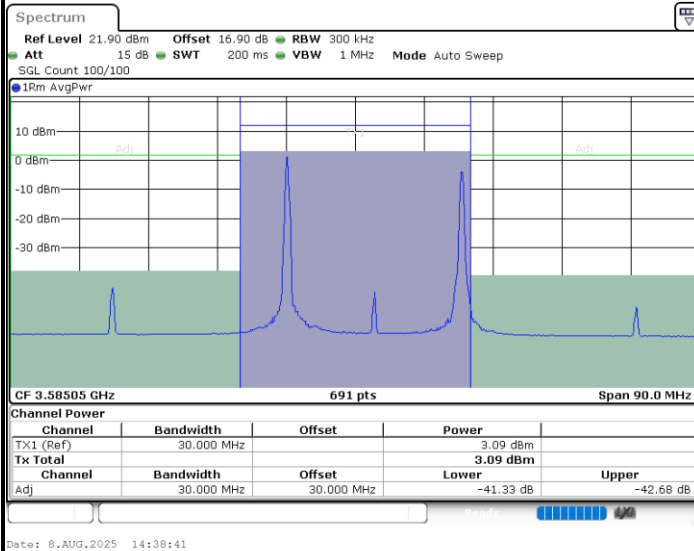 Spectrum
Ref Level 21.90 dBm Offset 16.90 dB RBW 300 kHz
Att 15 dB SWT 200 ms VBW 1 MHz Mode Auto Sweep
SGL Count 100/100
1Rm AvgPwr
10 dBm
Adj Adj
0 dBm
-10 dBm
-20 dBm
-30 dBm
CF 3.58505 GHz 691 pts Span 90.0 MHz
Channel Power
Channel Bandwidth Offset Power
TX1 (Ref) 30.000 MHz 3.09 dBm
Tx Total 3.09 dBm
Channel Bandwidth Offset Lower Upper
Adj 30.000 MHz 30.000 MHz -41.33 dB -42.68 dB
Ready
Date: 8.AUG.2025 14:38:41